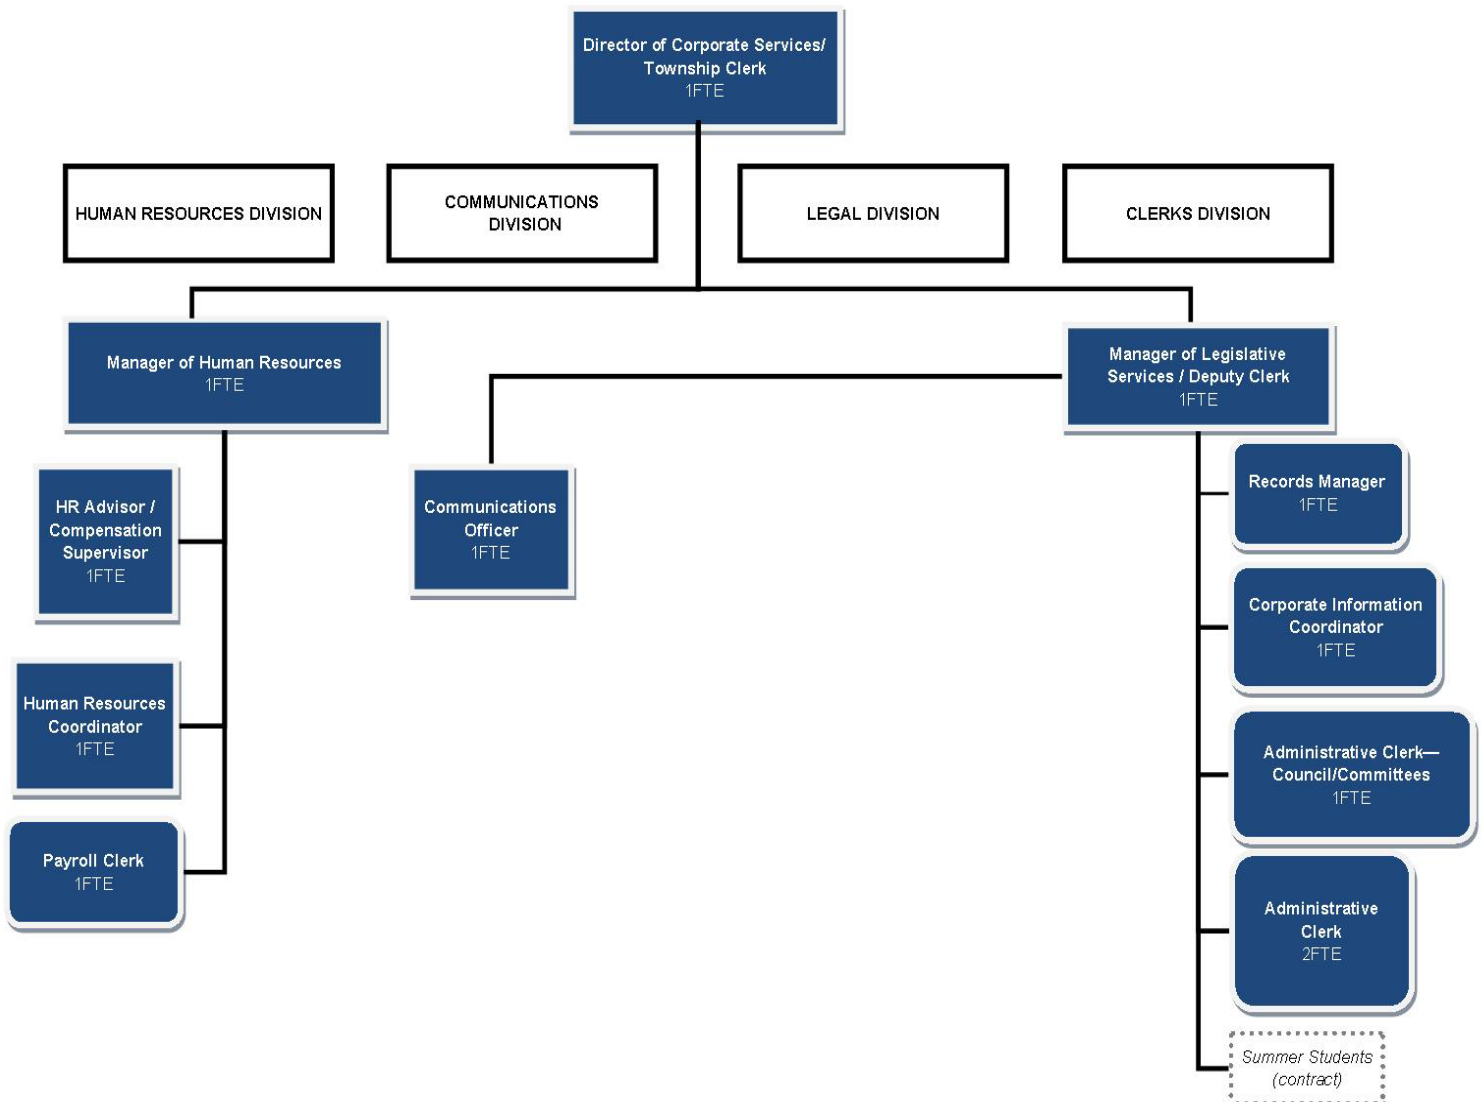 Director of Corporate Services/
Township Clerk
1FTE
HUMAN RESOURCES DIVISION
COMMUNICATIONS
DIVISION
LEGAL DIVISION
CLERKS DIVISION
Manager of Human Resources
1FTE
Manager of Legislative
Services / Deputy Clerk
1FTE
HR Advisor /
Compensation
Supervisor
1FTE
Human Resources
Coordinator
1FTE
Payroll Clerk
1FTE
Communications
Officer
1FTE
Records Manager
1FTE
Corporate Information
Coordinator
1FTE
Administrative Clerk—
Council/Committees
1FTE
Administrative
Clerk
2FTE
Summer Students
(contract)